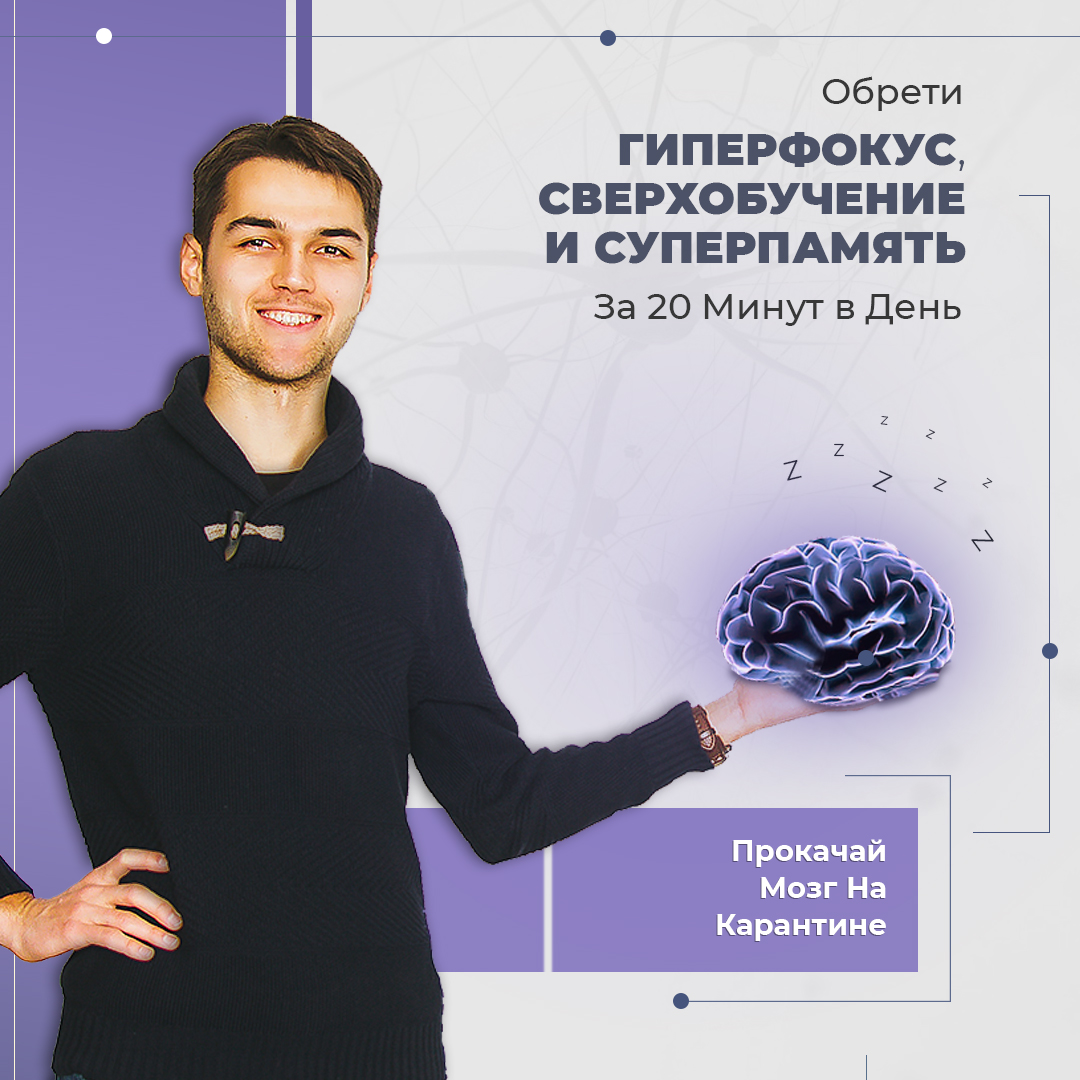 Обрети
ГИПЕРФОКУС,
СВЕРХОБУЧЕНИЕ
И СУПЕРПАМЯТЬ
За 20 Минут в День
z
z
z
z
z
z
z
z
Прокачай
Мозг На
Карантине